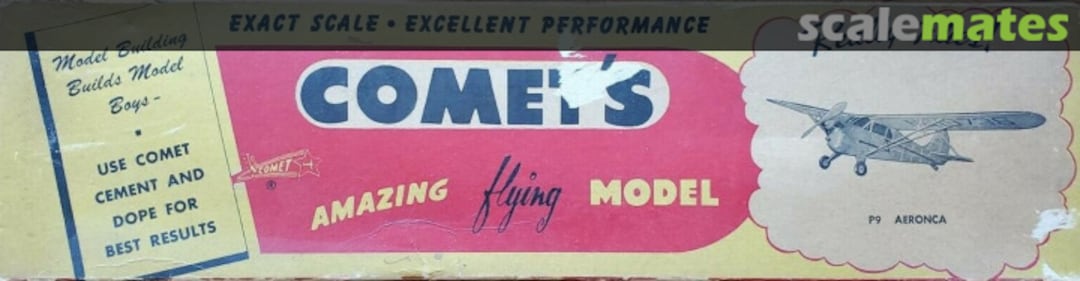 scalemates
EXACT SCALE • EXCELLENT PERFORMANCE
Model Building
Builds Model
Boys-
USE COMET
CEMENT AND
DOPE FOR
BEST RESULTS
COMET'S
COMET
®
AMAZING flying MODEL
P9 AERONCA